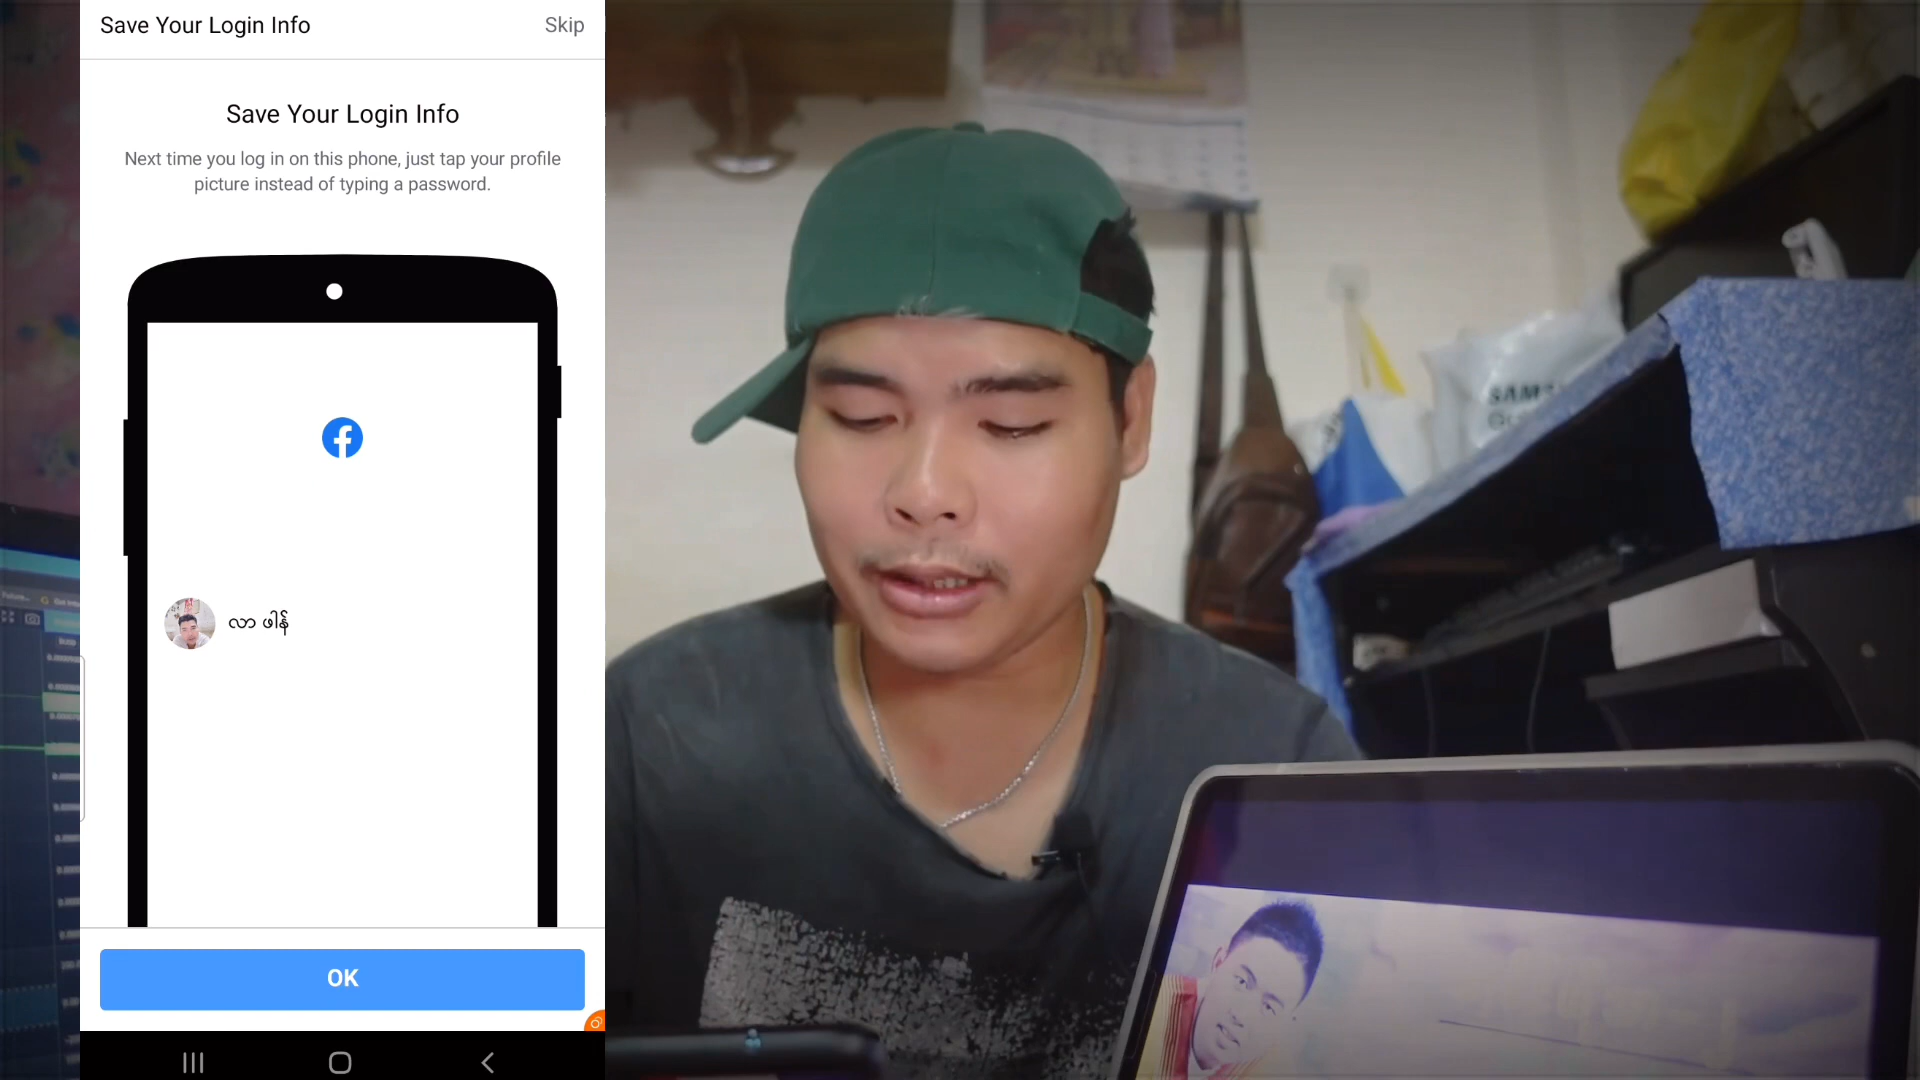 Save Your Login Info
Skip
Save Your Login Info
Next time you log in on this phone, just tap your profile
picture instead of typing a password.
လာ ဖါန်
OK